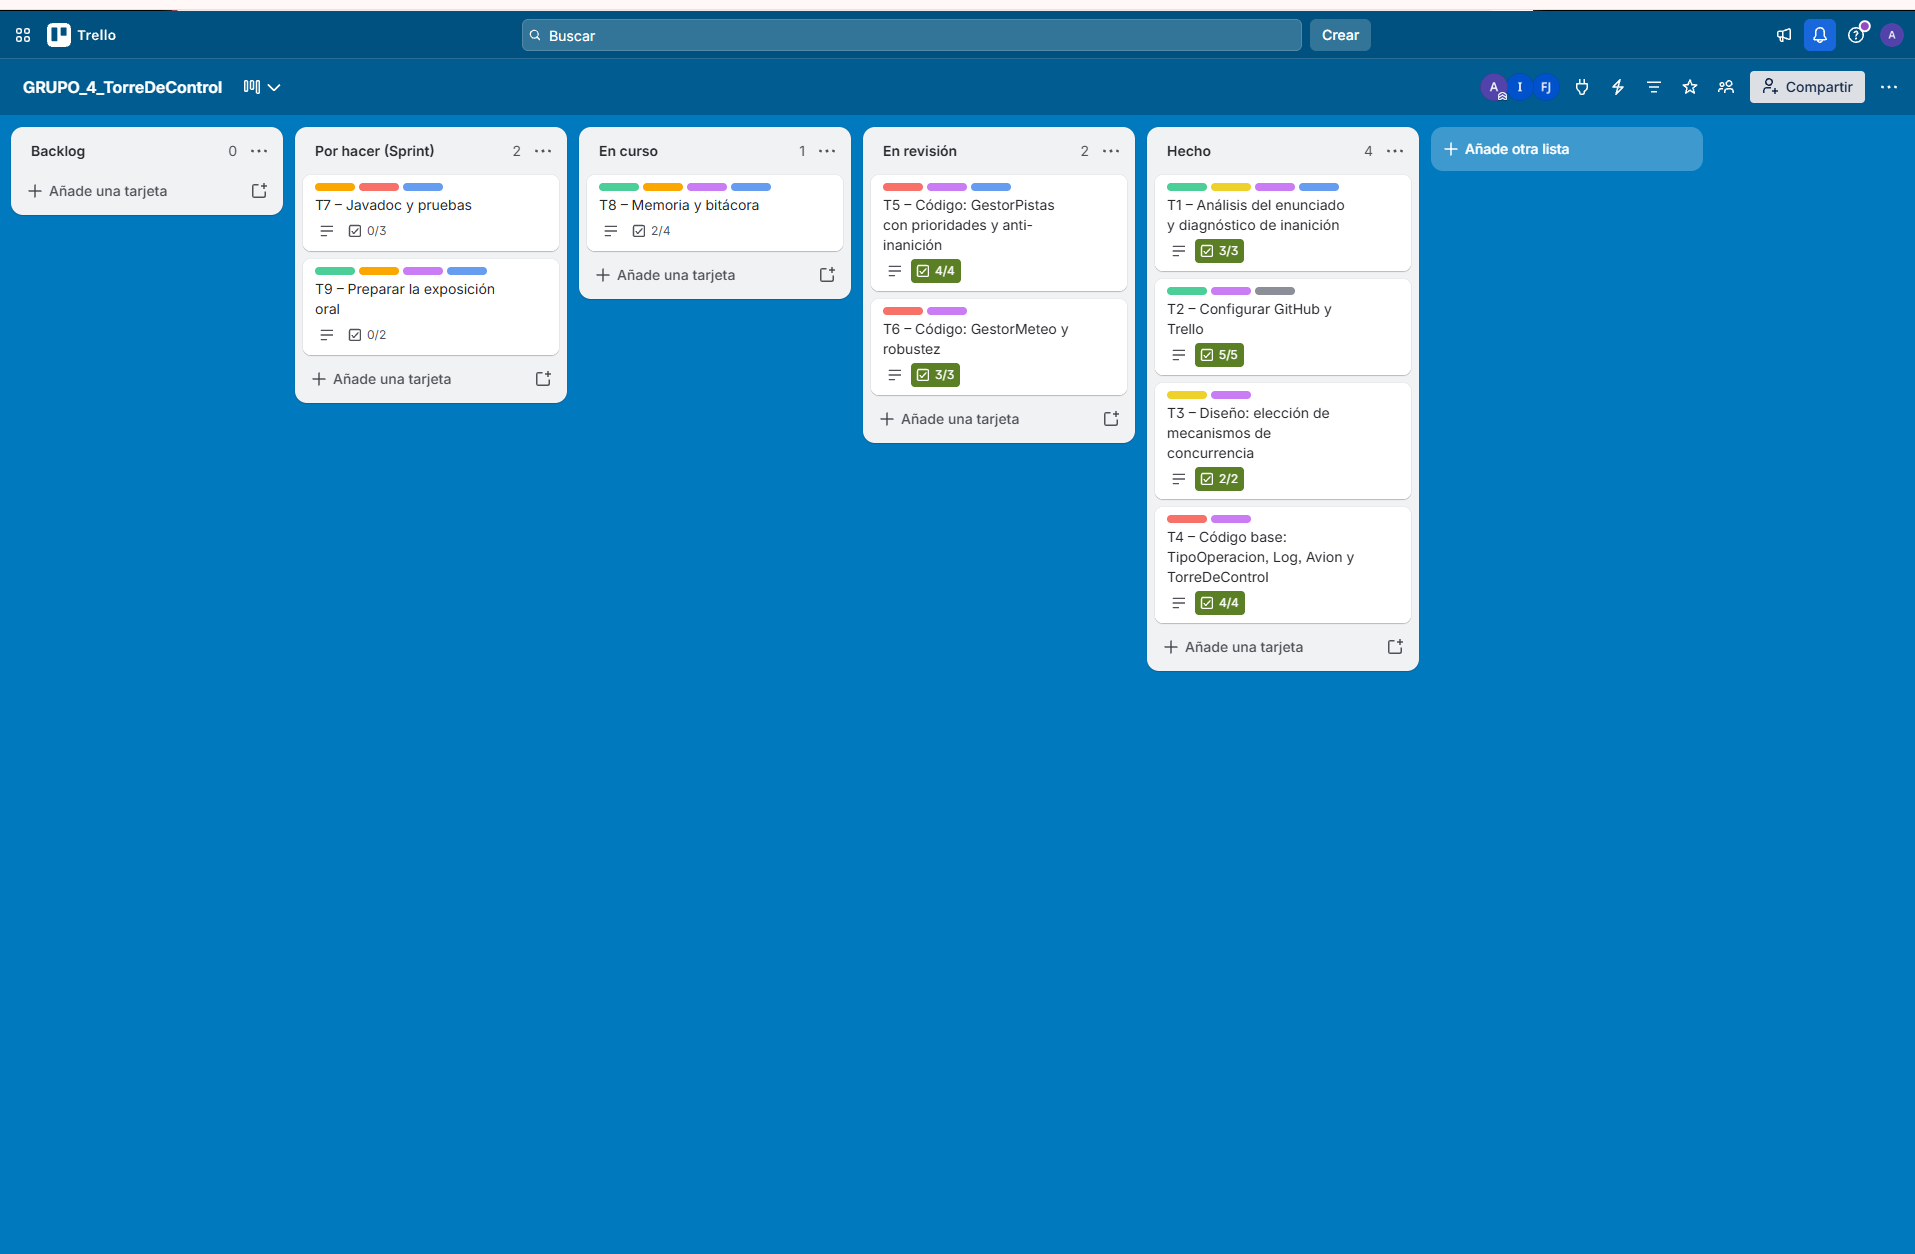 Trello
Buscar
Crear
A
GRUPO_4_TorreDeControl
A
I
FJ
Compartir
Backlog
0
Añade una tarjeta
Por hacer (Sprint)
2
T7 – Javadoc y pruebas
0/3
T9 – Preparar la exposición
oral
0/2
Añade una tarjeta
En curso
1
T8 – Memoria y bitácora
2/4
Añade una tarjeta
En revisión
2
T5 – Código: GestorPistas
con prioridades y anti-
inanición
4/4
T6 – Código: GestorMeteo y
robustez
3/3
Añade una tarjeta
Hecho
4
T1 – Análisis del enunciado
y diagnóstico de inanición
3/3
T2 – Configurar GitHub y
Trello
5/5
T3 – Diseño: elección de
mecanismos de
concurrencia
2/2
T4 – Código base:
TipoOperacion, Log, Avion y
TorreDeControl
4/4
Añade una tarjeta
Añade otra lista